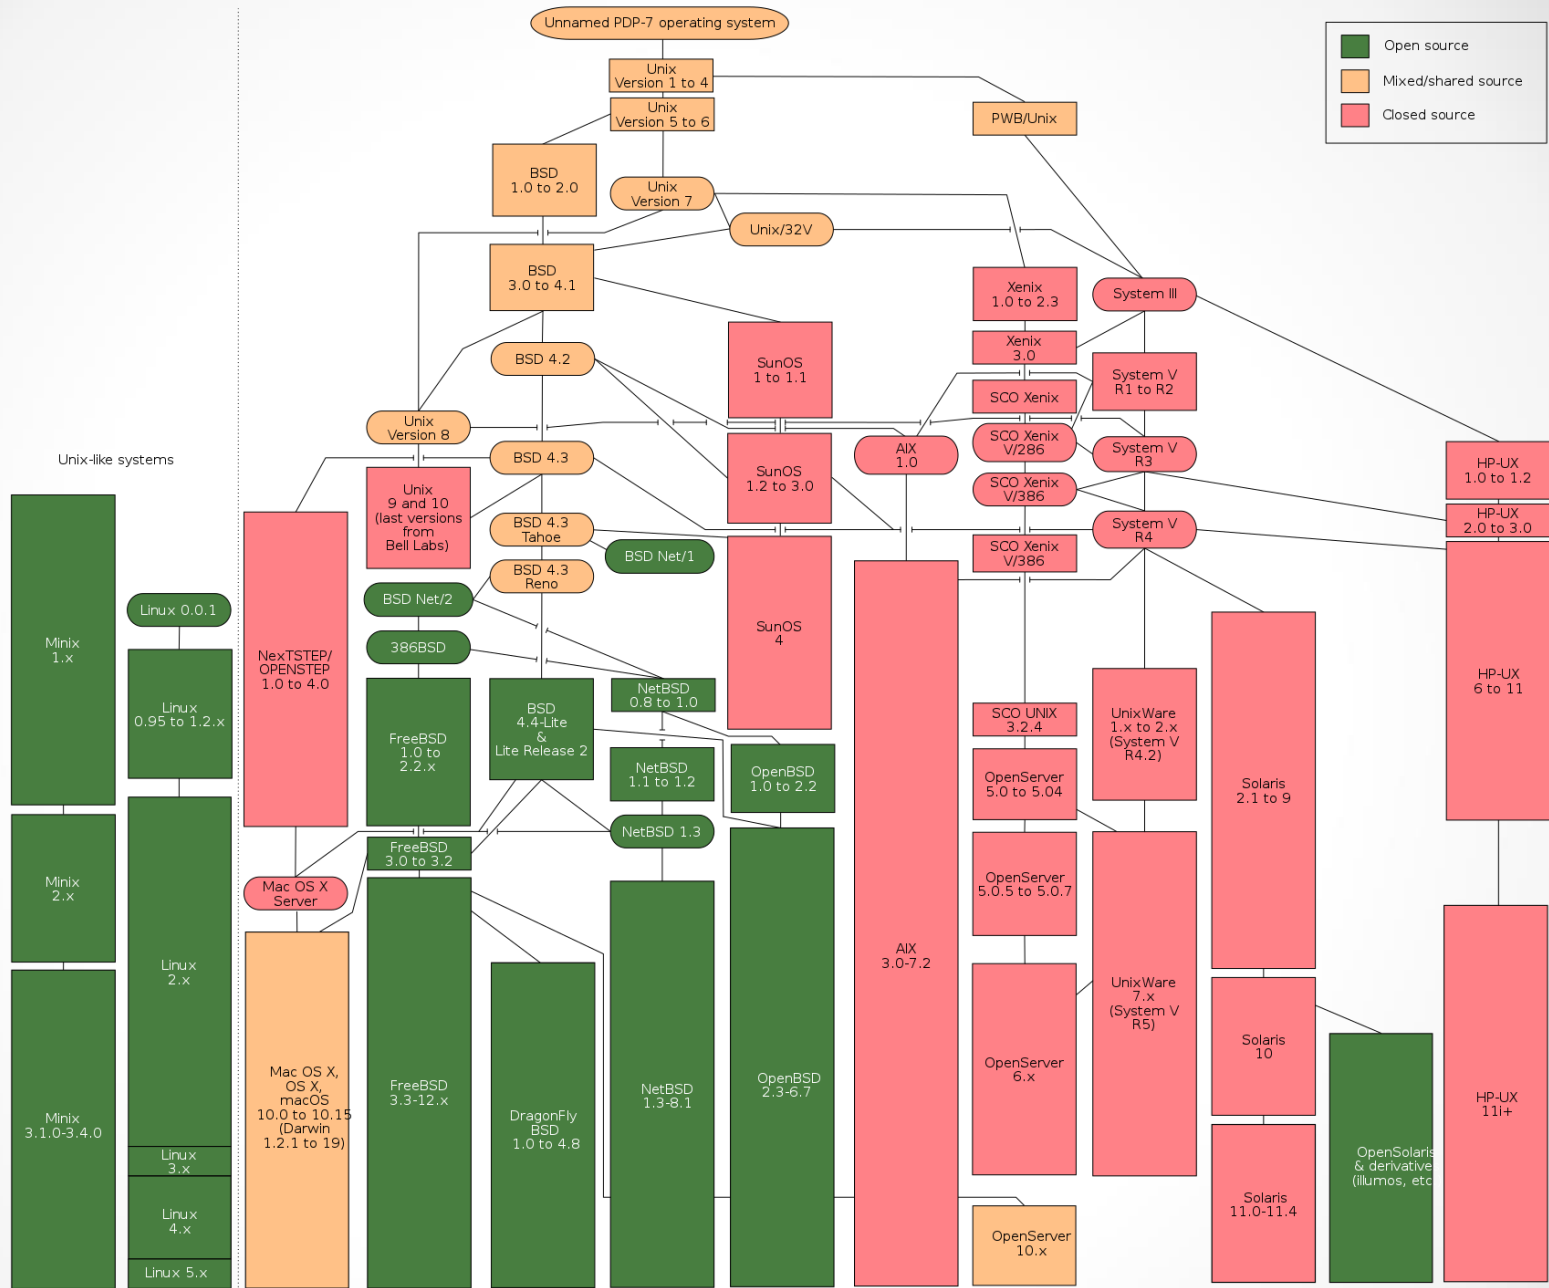 Unnamed PDP-7 operating system
Open source
Mixed/shared source
Closed source
Unix
Version 1 to 4
Unix
Version 5 to 6
PWB/Unix
BSD
1.0 to 2.0
Unix
Version 7
Unix/32V
BSD
3.0 to 4.1
Xenix
1.0 to 2.3
System III
Xenix
3.0
BSD 4.2
SunOS
1 to 1.1
System V
R1 to R2
SCO Xenix
Unix
Version 8
SCO Xenix
V/286
AIX
1.0
System V
R3
BSD 4.3
Unix-like systems
SunOS
1.2 to 3.0
HP-UX
1.0 to 1.2
SCO Xenix
V/386
Unix
9 and 10
(last versions
from
Bell Labs)
BSD 4.3
Tahoe
System V
R4
HP-UX
2.0 to 3.0
BSD Net/1
SCO Xenix
V/386
BSD 4.3
Reno
BSD Net/2
Linux 0.0.1
SunOS
4
386BSD
Minix
1.x
NexTSTEP/
OPENSTEP
1.0 to 4.0
HP-UX
6 to 11
NetBSD
0.8 to 1.0
Linux
0.95 to 1.2.x
BSD
4.4-Lite
&
Lite Release 2
SCO UNIX
3.2.4
UnixWare
1.x to 2.x
(System V
R4.2)
FreeBSD
1.0 to
2.2.x
NetBSD
1.1 to 1.2
OpenBSD
1.0 to 2.2
OpenServer
5.0 to 5.04
Solaris
2.1 to 9
NetBSD 1.3
FreeBSD
3.0 to 3.2
Minix
2.x
Mac OS X
Server
OpenServer
5.0.5 to 5.0.7
Linux
2.x
AIX
3.0-7.2
UnixWare
7.x
(System V
R5)
Solaris
10
OpenServer
6.x
Mac OS X,
OS X,
macOS
10.0 to 10.15
(Darwin
1.2.1 to 19)
FreeBSD
3.3-12.x
OpenBSD
2.3-6.7
NetBSD
1.3-8.1
HP-UX
11i+
Minix
3.1.0-3.4.0
DragonFly
BSD
1.0 to 4.8
OpenSolaris
& derivative
(illumos, etc
Linux
3.x
Linux
4.x
Solaris
11.0-11.4
OpenServer
10.x
Linux 5.x